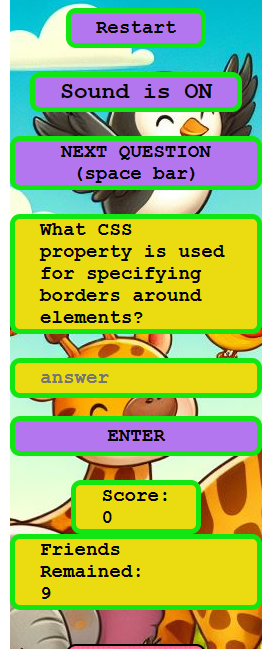 Restart
Sound is ON
NEXT QUESTION
(space bar)
What CSS
property is used
for specifying
borders around
elements?
answer
ENTER
Score:
0
Friends
Remained:
9